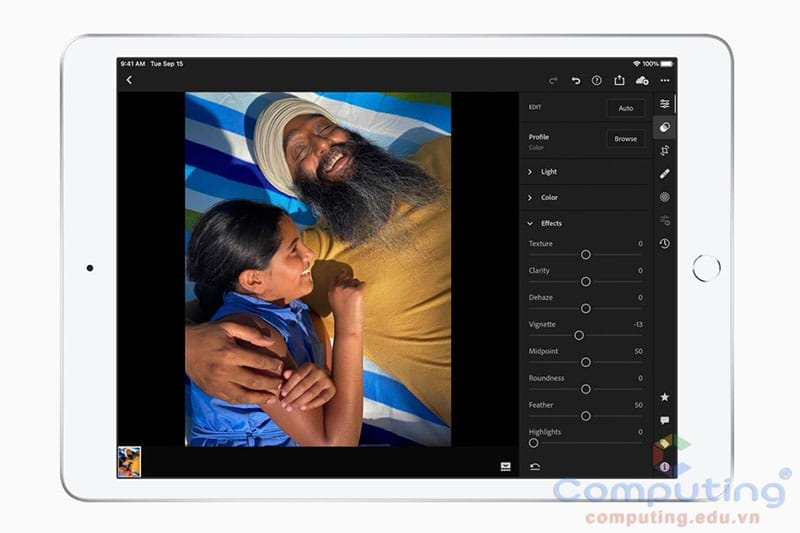 9:41 AM Tue Sep 15
100%
EDIT
Auto
Profile
Color
Browse
Light
Color
Effects
Texture 0
Clarity 0
Dehaze 0
Vignette -13
Midpoint 50
Roundness 0
Feather 50
Highlights 0
Computing®
computing.edu.vn